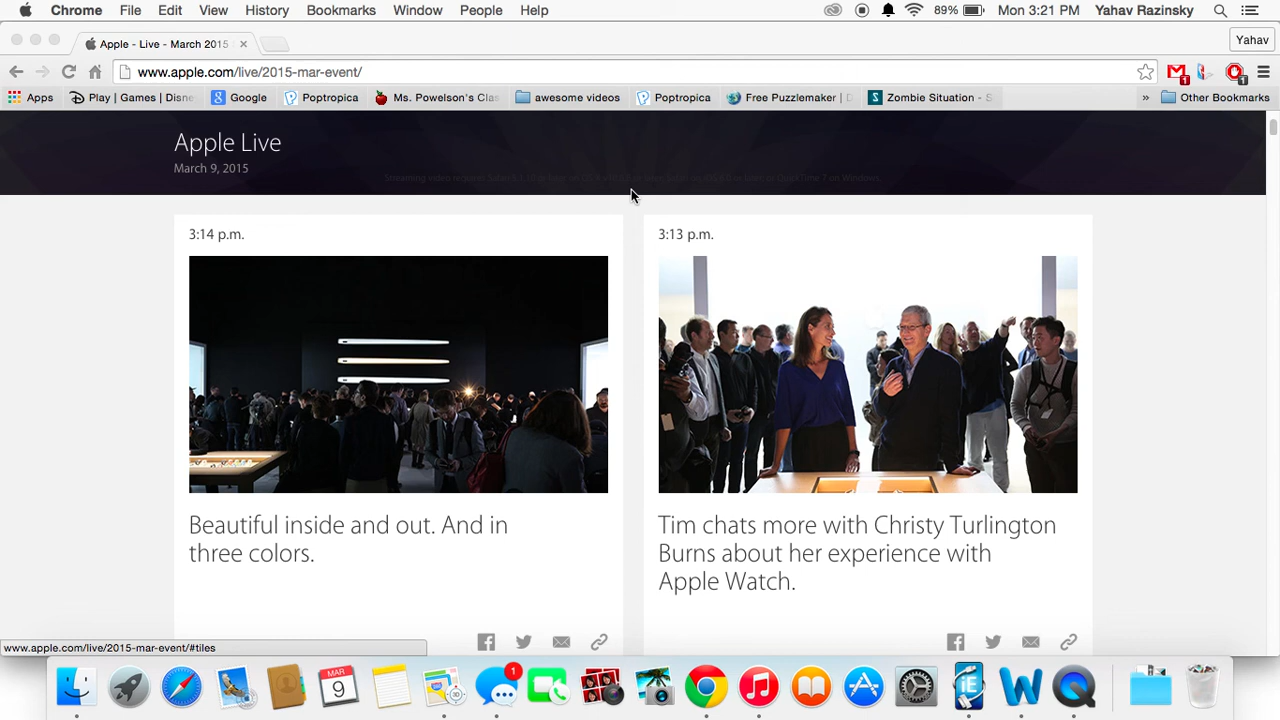 Chrome File Edit View History Bookmarks Window People Help 89% Mon 3:21 PM Yahav Razinsky
Apple - Live - March 2015 Yahav
www.apple.com/live/2015-mar-event/
Apps Play | Games | Disne Google Poptropica Ms. Powelson's Clas awesome videos Poptropica Free Puzzlemaker | D Zombie Situation - S » Other Bookmarks
Apple Live
March 9, 2015
3:14 p.m.
Beautiful inside and out. And in
three colors.
3:13 p.m.
Tim chats more with Christy Turlington
Burns about her experience with
Apple Watch.
www.apple.com/live/2015-mar-event/#tiles
MAR
9
1